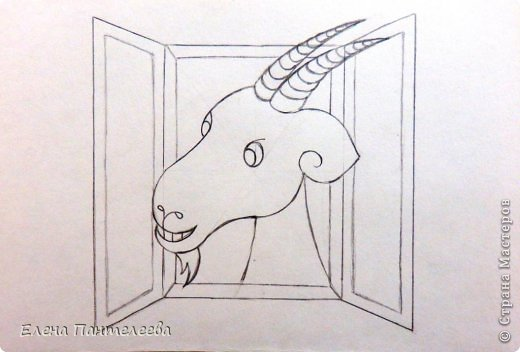 Елена Пантелеева
© Страна Мастеров